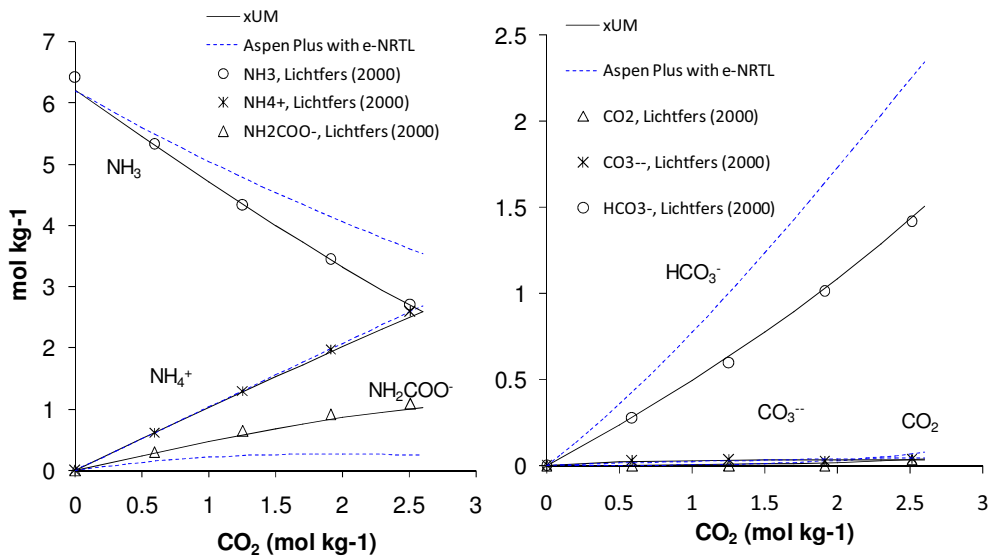 xUM
Aspen Plus with e-NRTL
NH3, Lichtfers (2000)
NH4+, Lichtfers (2000)
NH2COO-, Lichtfers (2000)
7
6
5
4
3
2
1
0
mol kg-1
NH₃
NH₄⁺
NH₂COO⁻
0 0.5 1 1.5 2 2.5 3
CO₂ (mol kg-1)
xUM
Aspen Plus with e-NRTL
CO2, Lichtfers (2000)
CO3--, Lichtfers (2000)
HCO3-, Lichtfers (2000)
2.5
2
1.5
1
0.5
0
HCO₃⁻
CO₃⁻⁻
CO₂
0 0.5 1 1.5 2 2.5 3
CO₂ (mol kg-1)